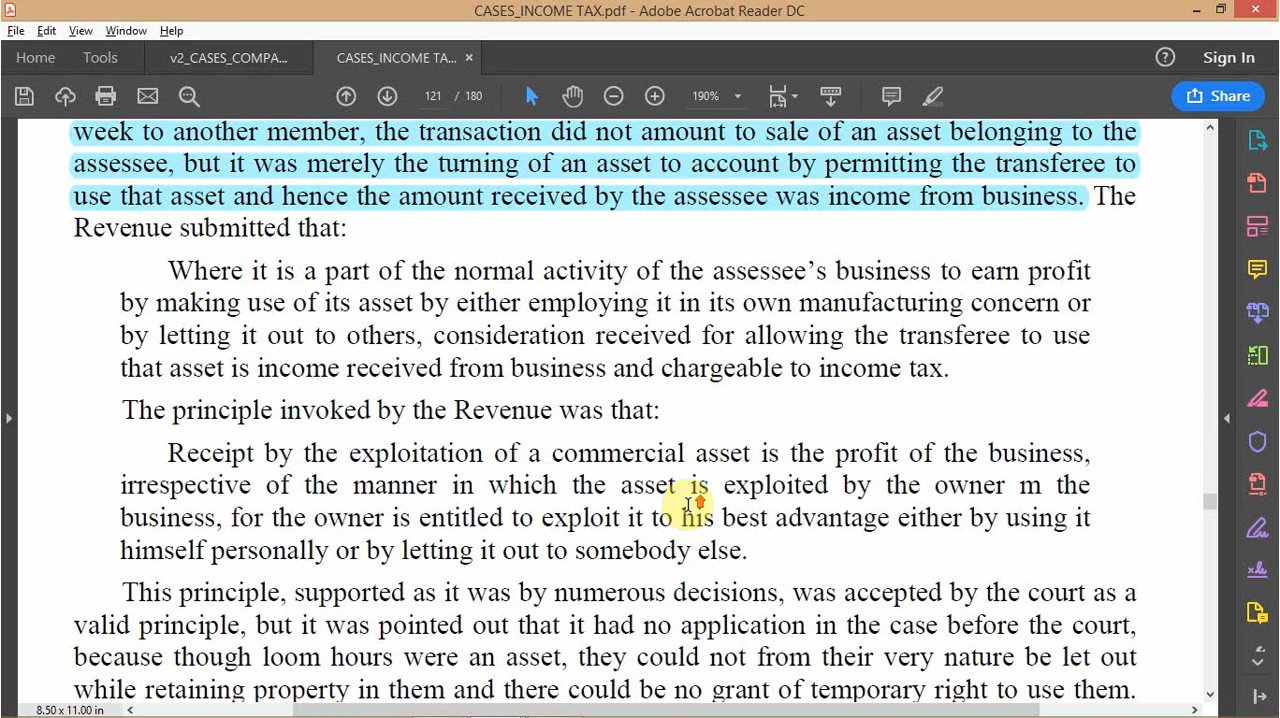 CASES_INCOME TAX.pdf - Adobe Acrobat Reader DC
File Edit View Window Help
Home Tools v2_CASES_COMPA... CASES_INCOME TA... × Sign In
121 / 180 190% Share
week to another member, the transaction did not amount to sale of an asset belonging to the
assessee, but it was merely the turning of an asset to account by permitting the transferee to
use that asset and hence the amount received by the assessee was income from business. The
Revenue submitted that:
Where it is a part of the normal activity of the assessee’s business to earn profit
by making use of its asset by either employing it in its own manufacturing concern or
by letting it out to others, consideration received for allowing the transferee to use
that asset is income received from business and chargeable to income tax.
The principle invoked by the Revenue was that:
Receipt by the exploitation of a commercial asset is the profit of the business,
irrespective of the manner in which the asset is exploited by the owner m the
business, for the owner is entitled to exploit it to his best advantage either by using it
himself personally or by letting it out to somebody else.
This principle, supported as it was by numerous decisions, was accepted by the court as a
valid principle, but it was pointed out that it had no application in the case before the court,
because though loom hours were an asset, they could not from their very nature be let out
while retaining property in them and there could be no grant of temporary right to use them.
8.50 x 11.00 in